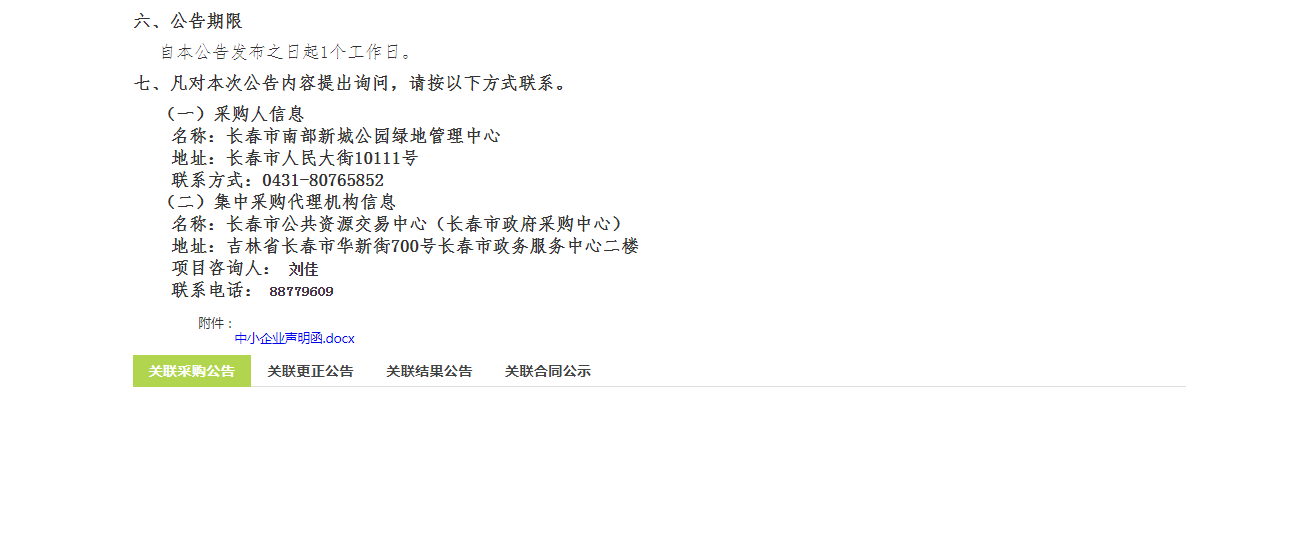 六、公告期限
自本公告发布之日起1个工作日。
七、凡对本次公告内容提出询问，请按以下方式联系。
（一）采购人信息
名称：长春市南部新城公园绿地管理中心
地址：长春市人民大街10111号
联系方式：0431-80765852
（二）集中采购代理机构信息
名称：长春市公共资源交易中心（长春市政府采购中心）
地址：吉林省长春市华新街700号长春市政务服务中心二楼
项目咨询人： 刘佳
联系电话： 88779609
附件：
中小企业声明函.docx
关联采购公告 关联更正公告 关联结果公告 关联合同公示